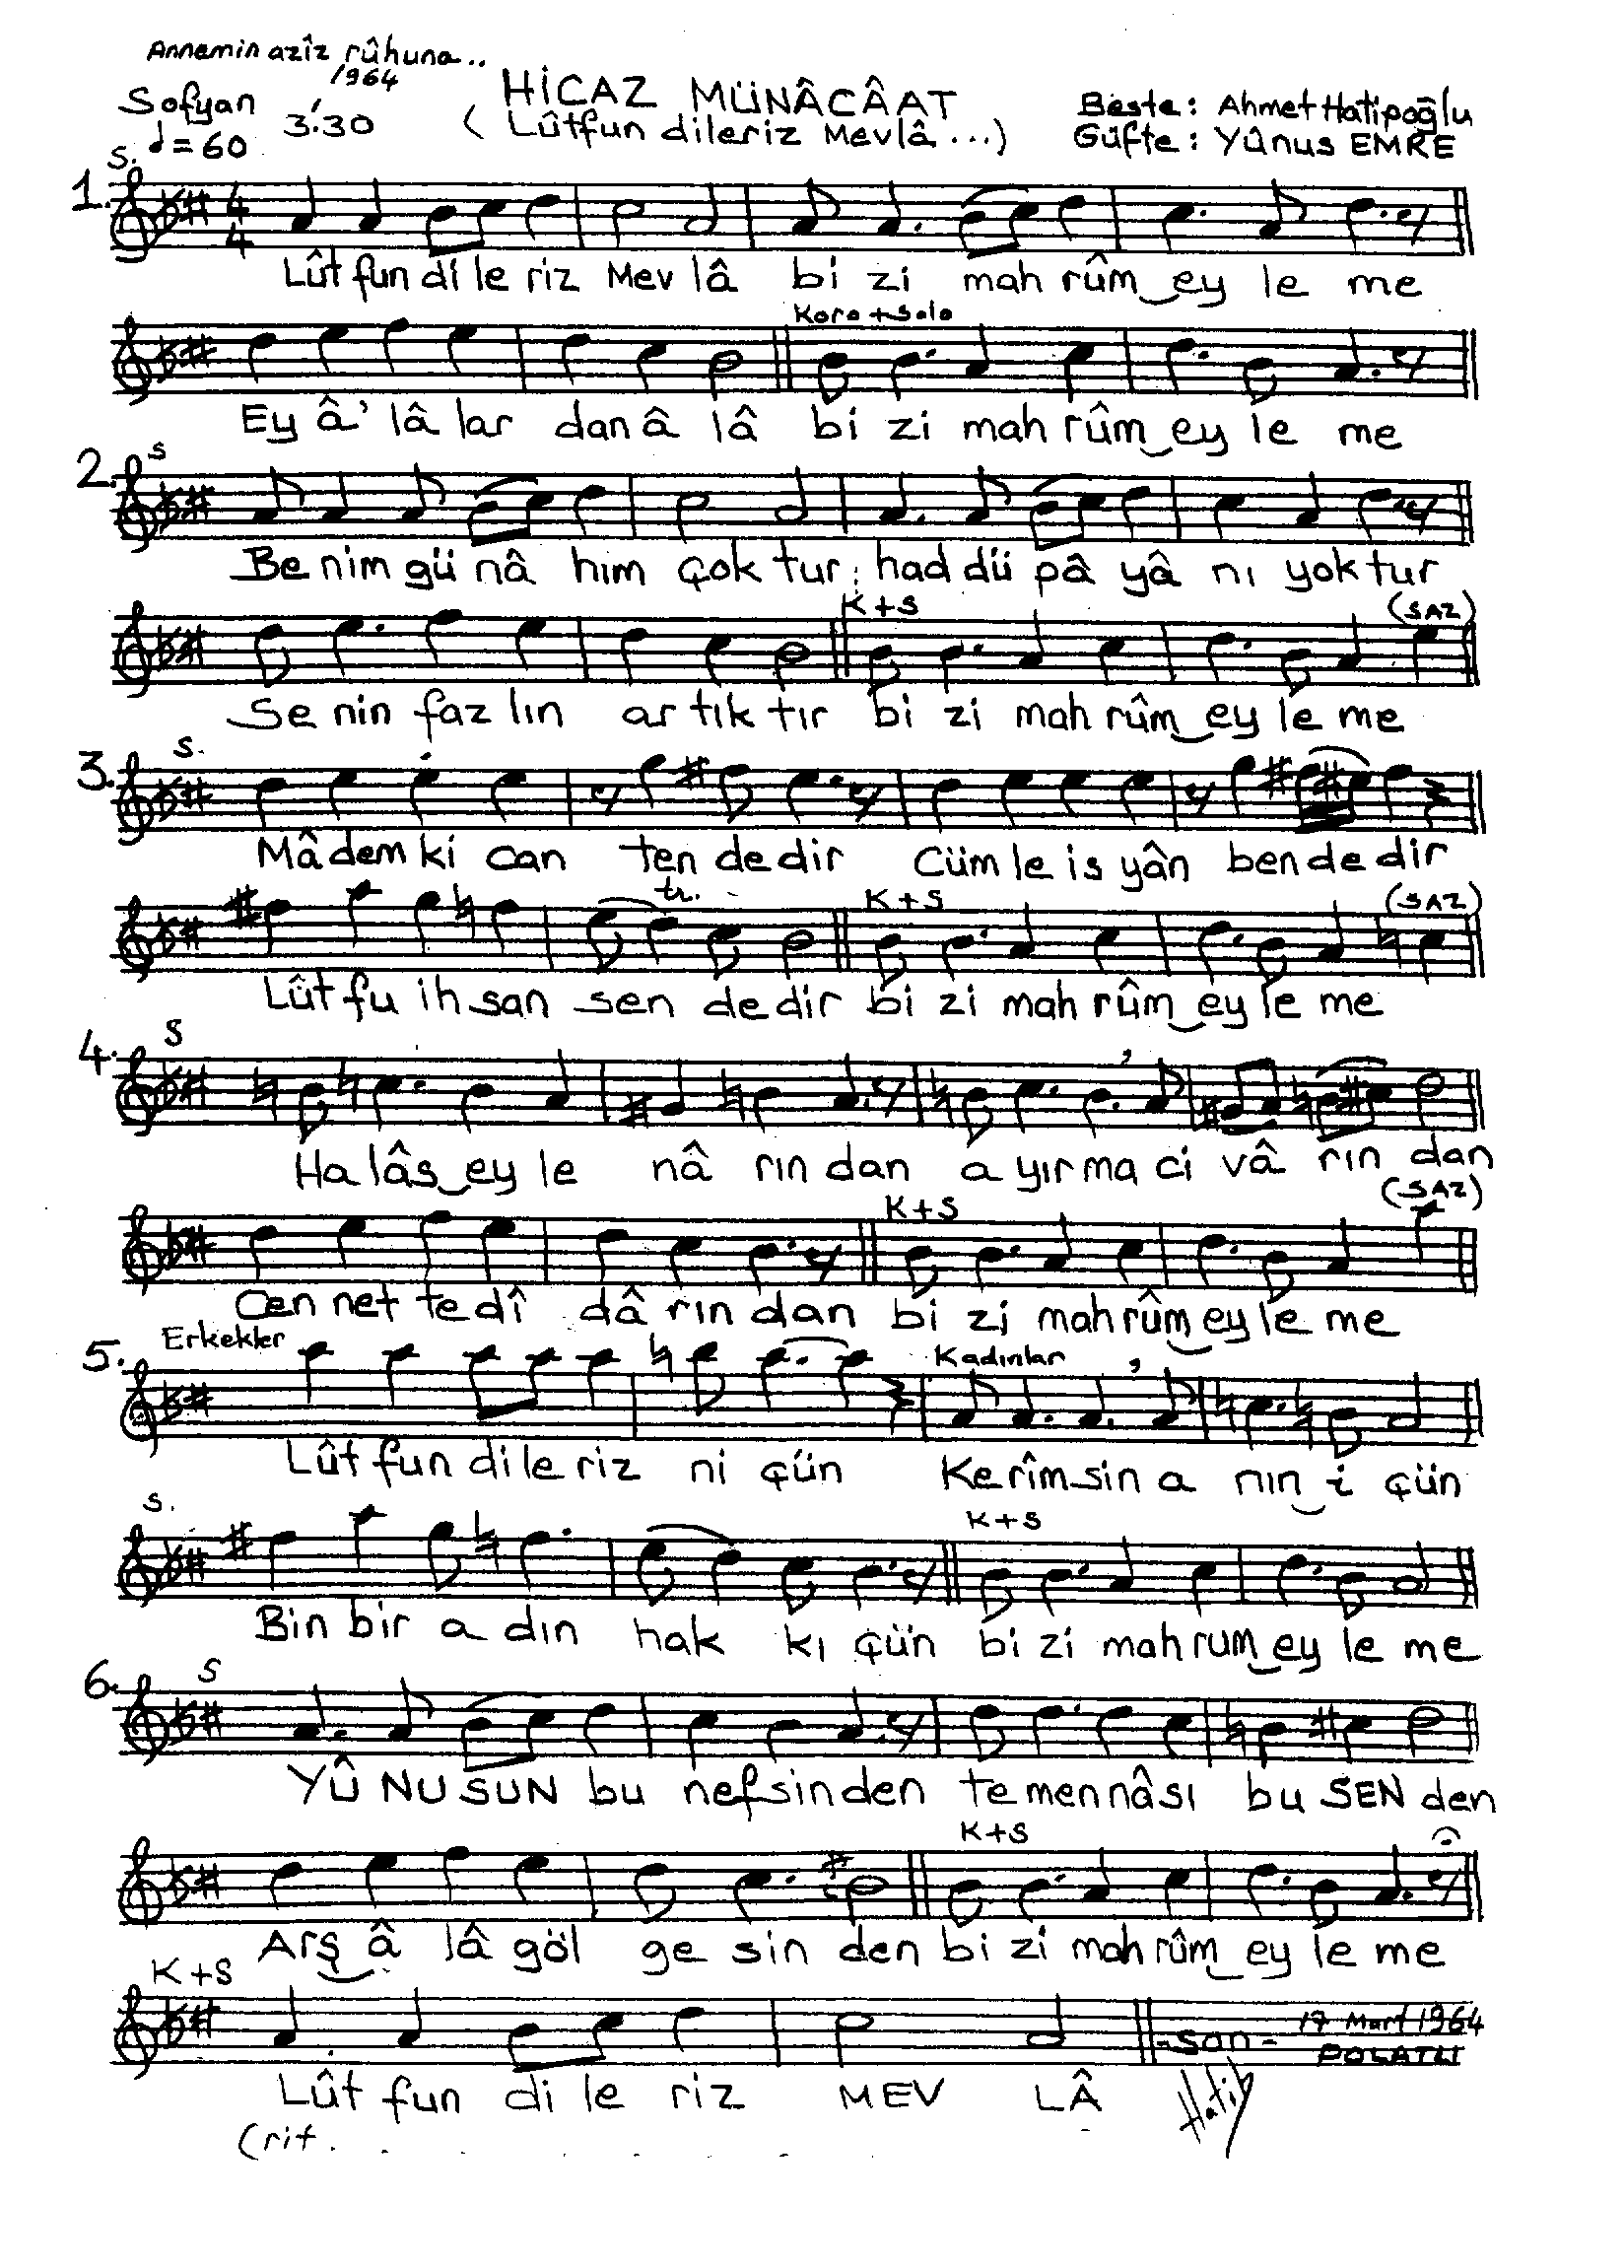 Annemin azîz rûhuna..
1964
Sofyan 3'.30
♩=60
HİCAZ MÜNÂCÂAT
(Lûtfun dileriz Mevlâ...)
Beste: Ahmet Hatipoğlu
Güfte: Yûnus EMRE
1. S.
4/4
Lût fun di le riz Mev lâ bi zi mah rûm ey le me
Koro + Solo
Ey â' lâ lar dan â lâ bi zi mah rûm ey le me
2. S
Be nim gü nâ hım çok tur had dü pâ yâ nı yok tur
K+S (SAZ)
Se nin faz lın ar tık tır bi zi mah rûm ey le me
3. S.
Mâ dem ki can ten de dir Cüm le is yân ben de dir
tr. K+S (SAZ)
Lût fu ih san sen de dir bi zi mah rûm ey le me
4. S
Ha lâs ey le nâ rın dan a yır ma ci vâ rın dan
K+S (SAZ)
Cen net te dî dâ rın dan bi zi mah rûm ey le me
5. Erkekler Kadınlar
Lût fun di le riz ni çün Ke rîm sin a nın i çün
S. K+S
Bin bir a dın hak kı çün bi zi mah rum ey le me
6. S
YÛ NU SUN bu nef sin den te men nâ sı bu SEN den
K+S
Arş â lâ göl ge sin den bi zi mah rûm ey le me
K+S
-son- 17 Mart 1964
POLATLI
Lût fun di le riz MEV LÂ
Hatip
(rit. . . . .